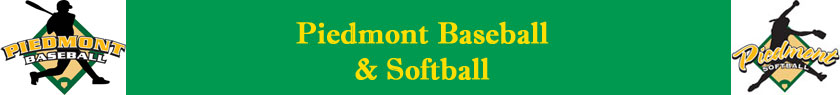 PIEDMONT
BASEBALL
Piedmont Baseball
& Softball
Piedmont
SOFTBALL